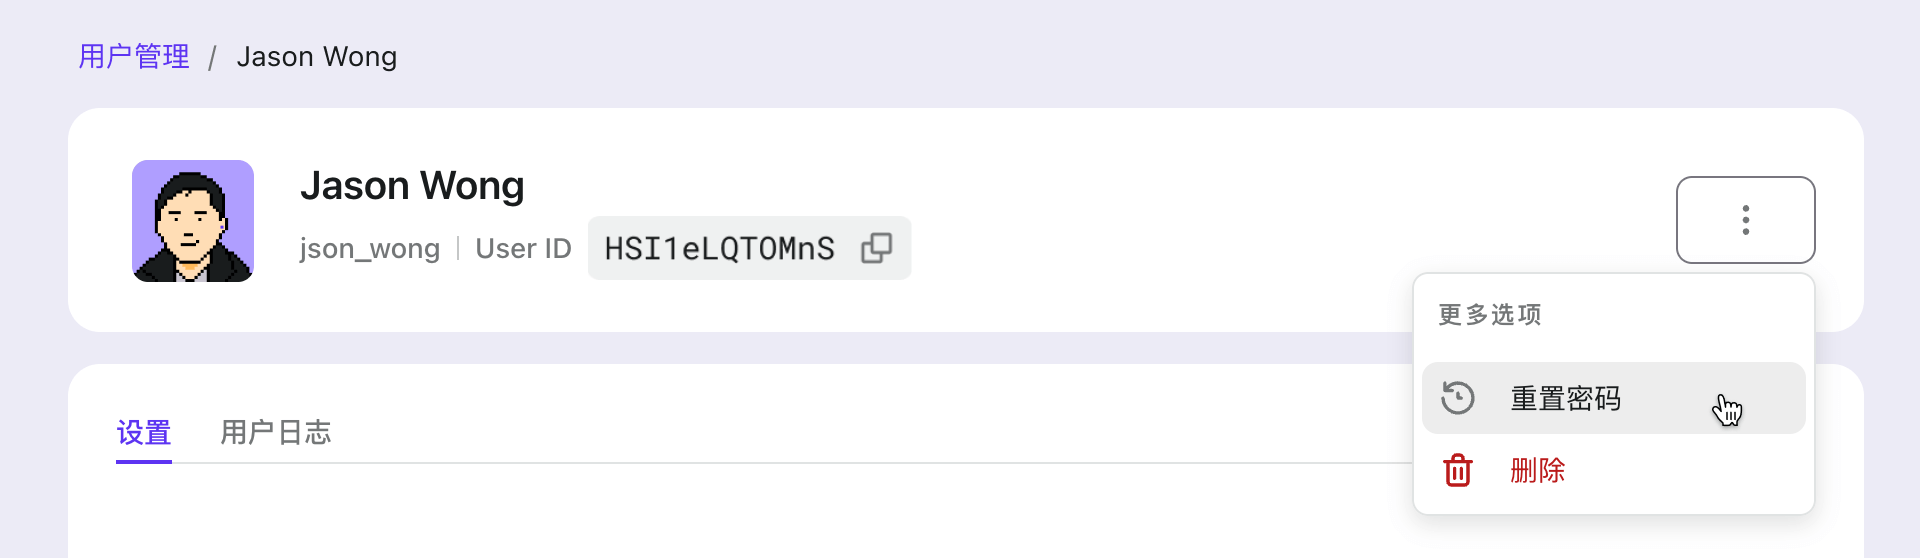 用户管理 / Jason Wong
Jason Wong
json_wong | User ID HSI1eLQTOMnS
更多选项
重置密码
删除
设置 用户日志